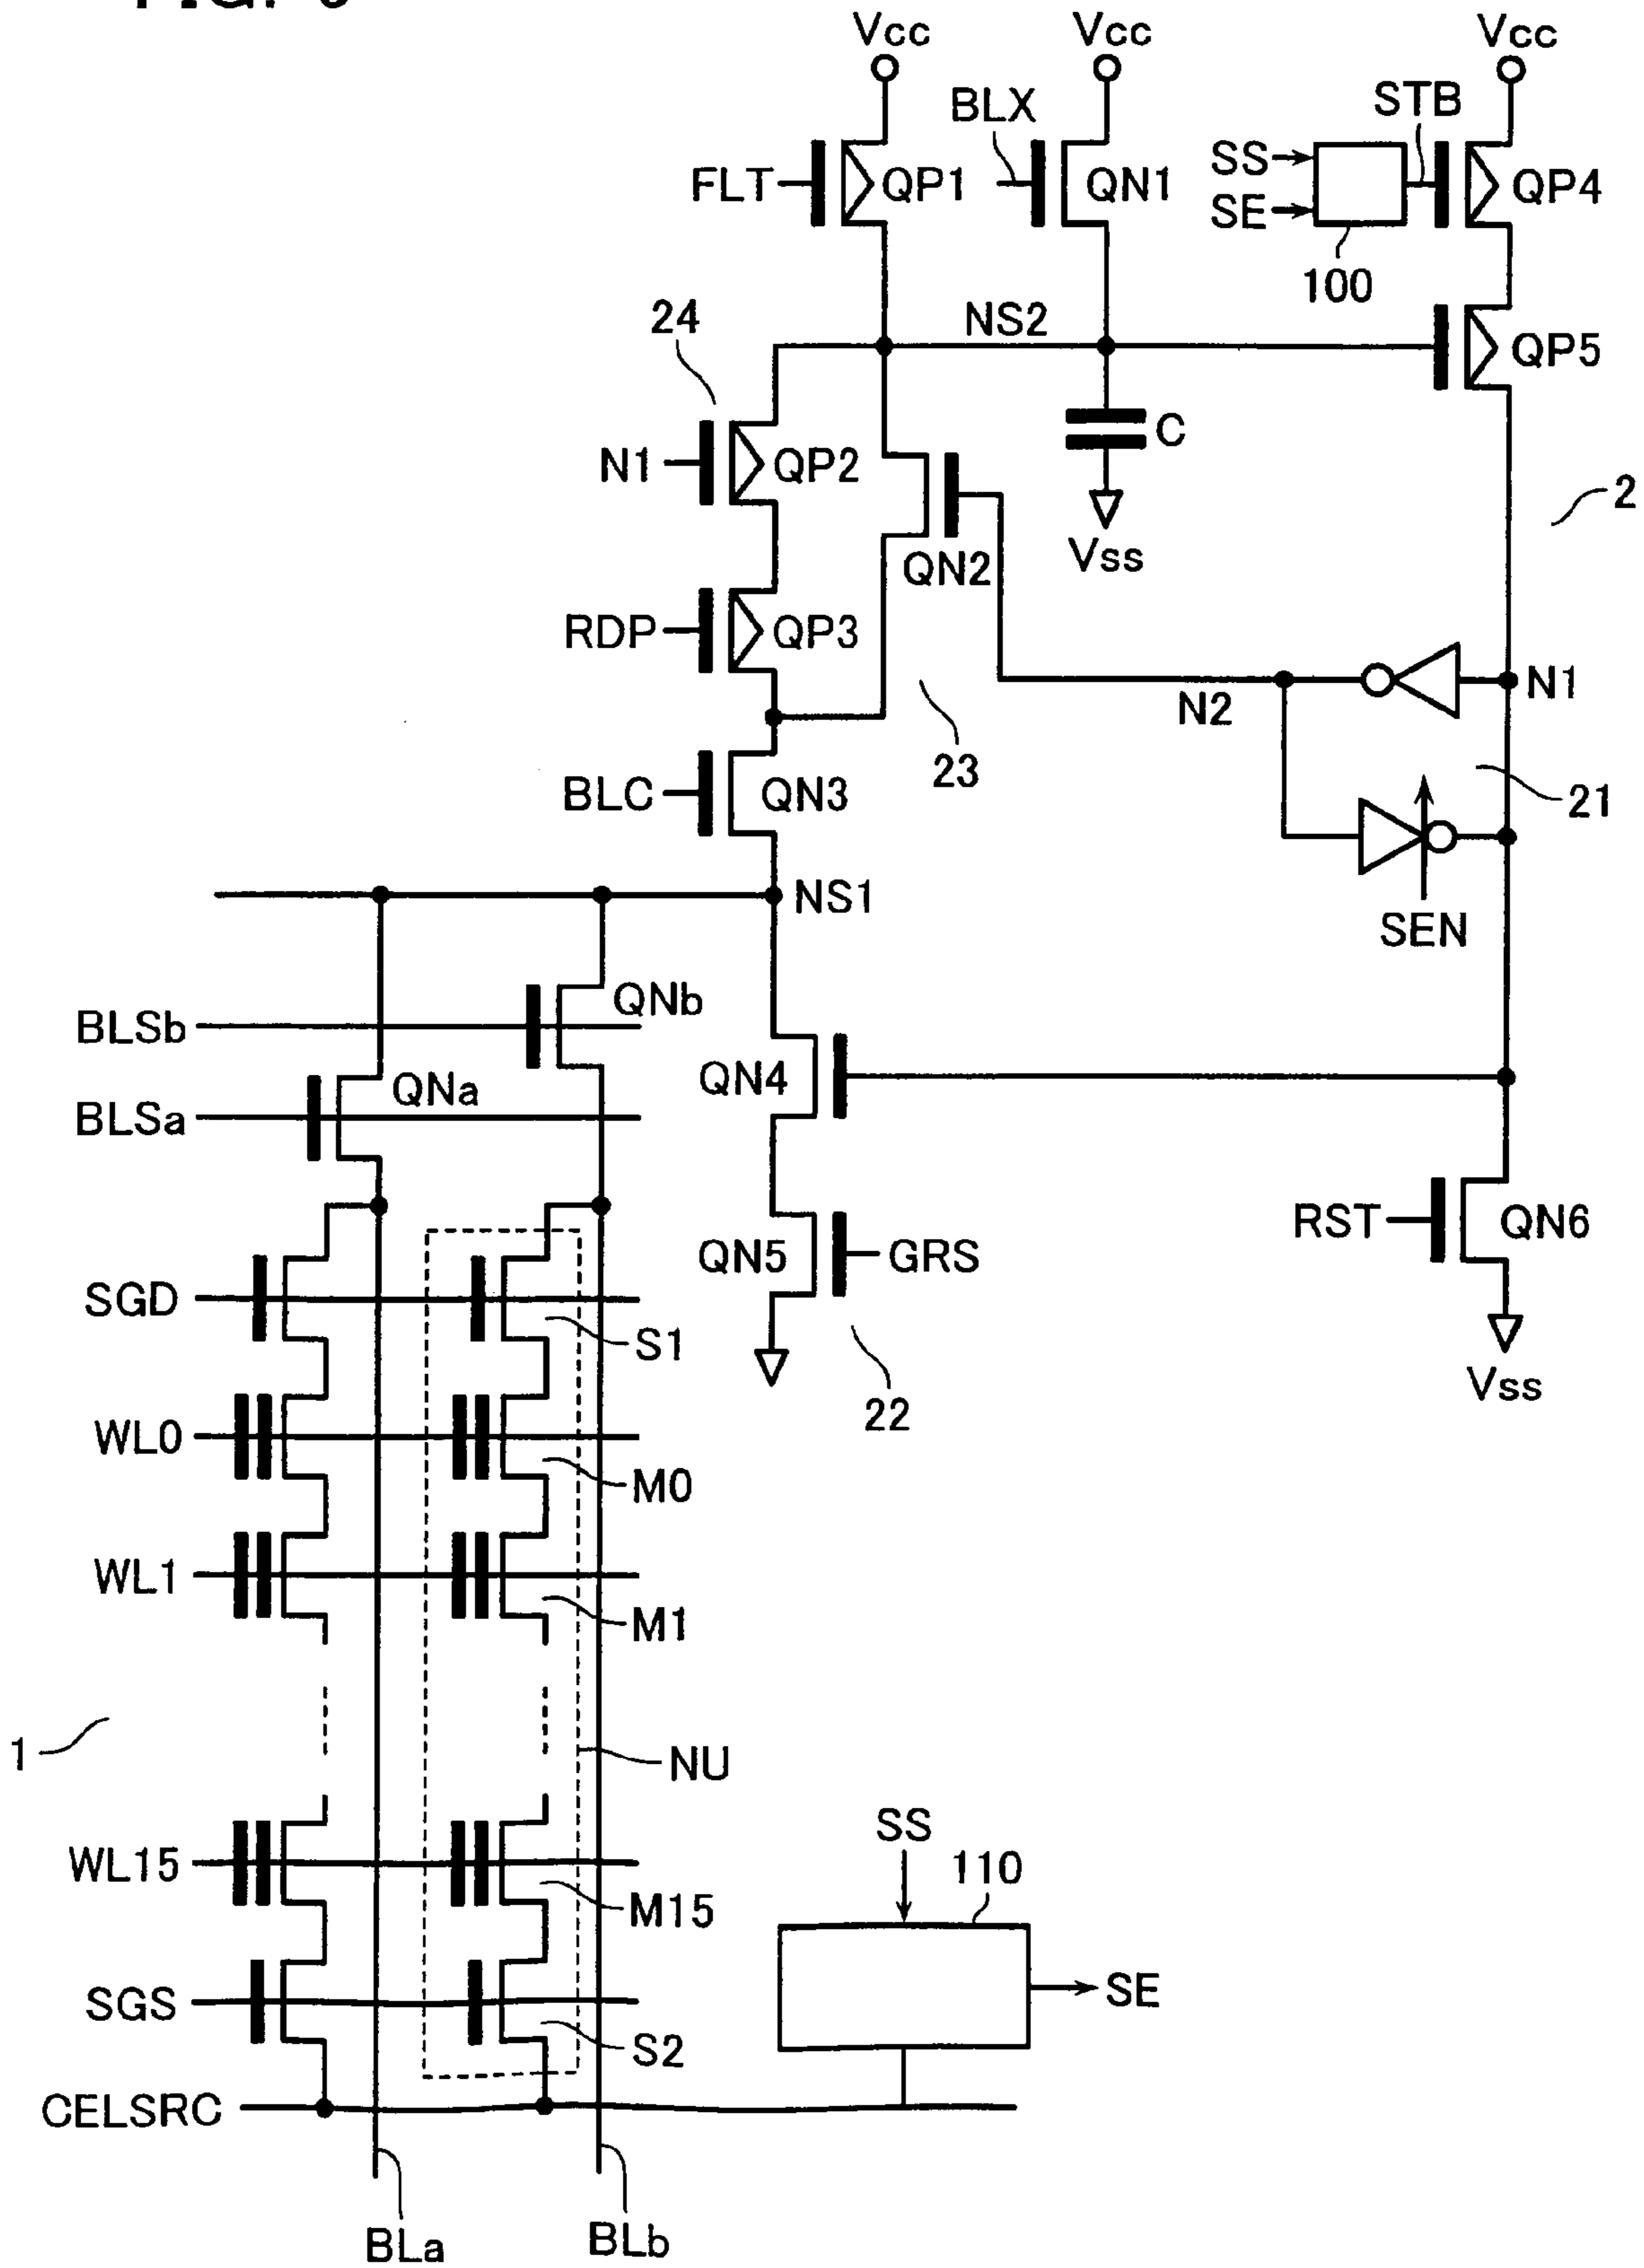 Vcc Vcc Vcc
BLX STB
FLT QP1 QN1 SS QP4
SE
100
24 NS2 QP5
N1 QP2 C
2
QN2 Vss
RDP QP3
N2 N1
23
BLC QN3 21
NS1 SEN
BLSb QNb
BLSa QNa QN4
RST QN6
QN5 GRS
SGD S1
Vss
22
WL0 M0
WL1 M1
1 NU
SS
110
WL15 M15
SGS SE
S2
CELSRC
BLa BLb